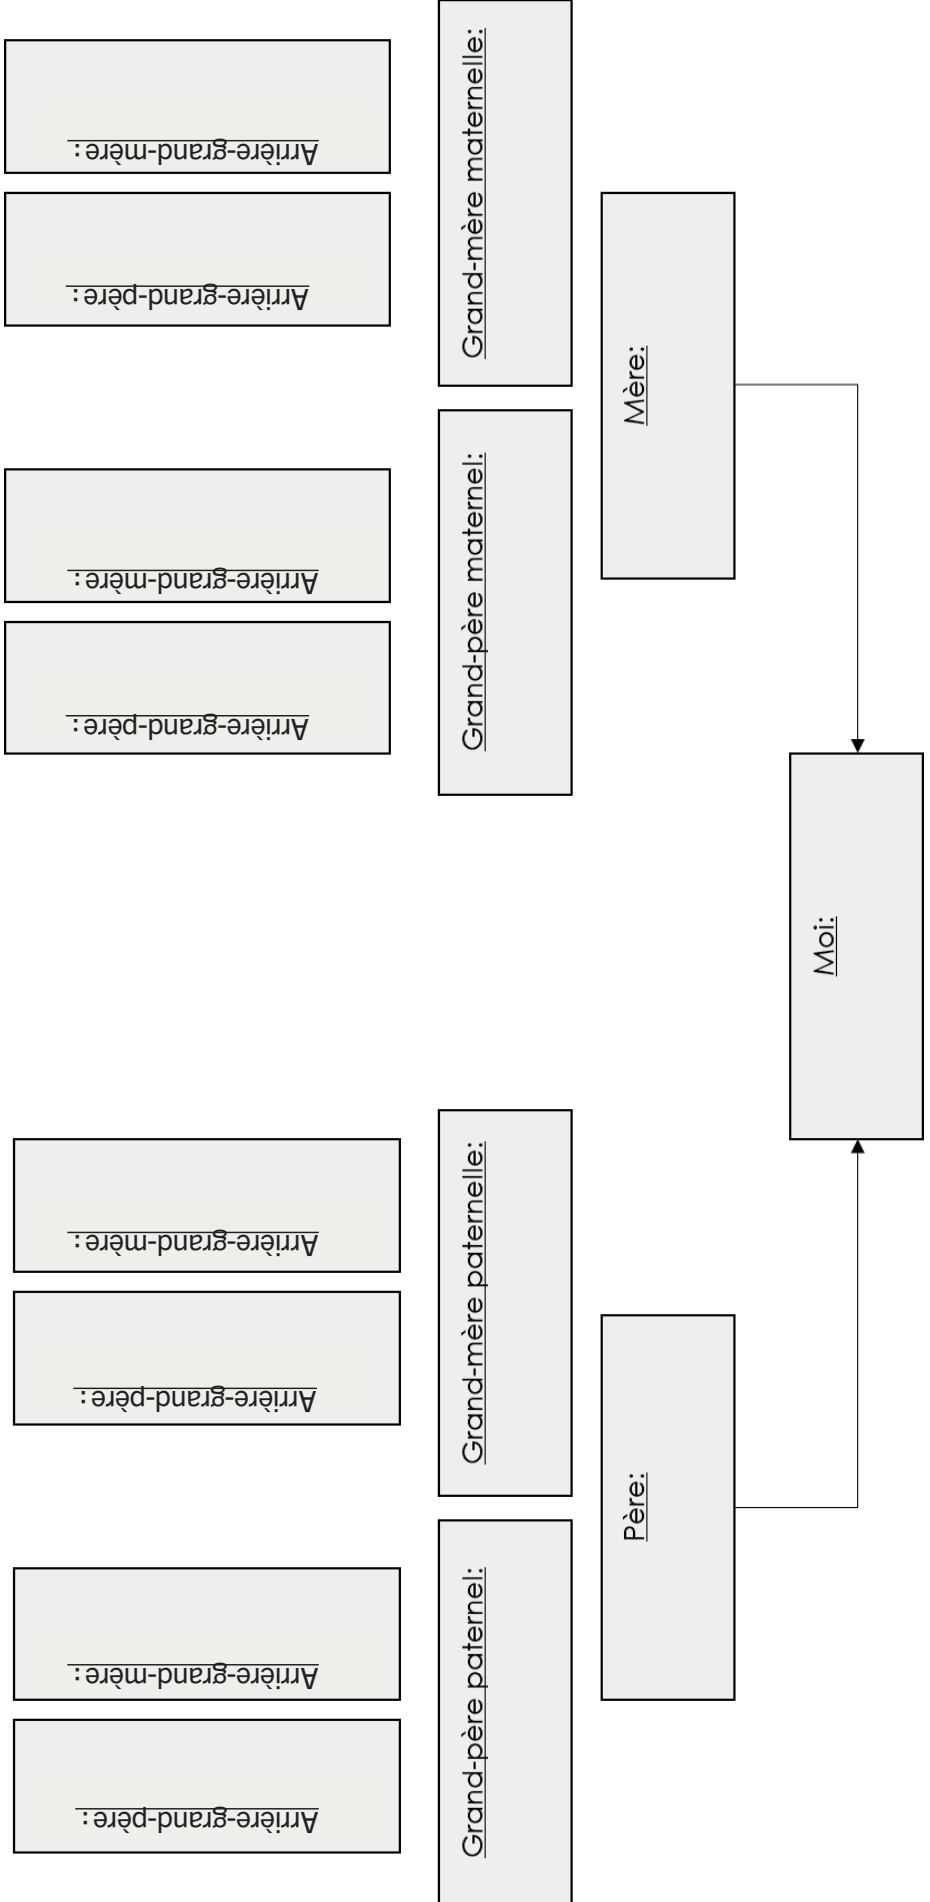 Arrière-grand-mère :
Arrière-grand-père :
Arrière-grand-mère :
Arrière-grand-père :
Arrière-grand-mère :
Arrière-grand-père :
Arrière-grand-mère :
Arrière-grand-père :
Grand-mère maternelle:
Grand-père maternel:
Grand-mère paternelle:
Grand-père paternel:
Mère:
Père:
Moi: